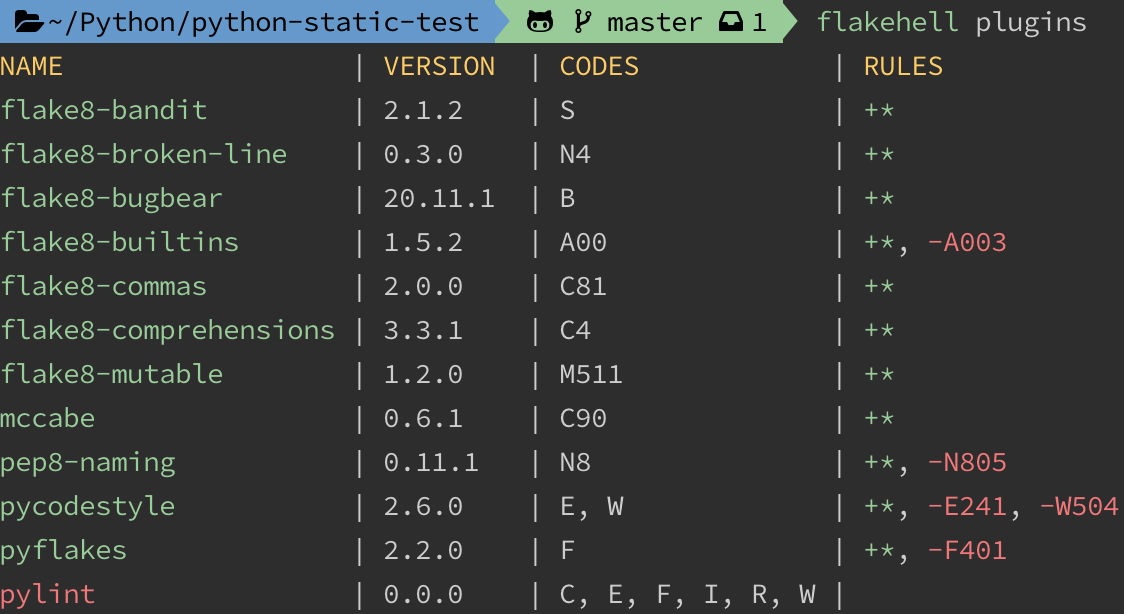 ~/Python/python-static-test master 1 flakehell plugins
NAME | VERSION | CODES | RULES
flake8-bandit | 2.1.2 | S | +*
flake8-broken-line | 0.3.0 | N4 | +*
flake8-bugbear | 20.11.1 | B | +*
flake8-builtins | 1.5.2 | A00 | +*, -A003
flake8-commas | 2.0.0 | C81 | +*
flake8-comprehensions | 3.3.1 | C4 | +*
flake8-mutable | 1.2.0 | M511 | +*
mccabe | 0.6.1 | C90 | +*
pep8-naming | 0.11.1 | N8 | +*, -N805
pycodestyle | 2.6.0 | E, W | +*, -E241, -W504
pyflakes | 2.2.0 | F | +*, -F401
pylint | 0.0.0 | C, E, F, I, R, W |